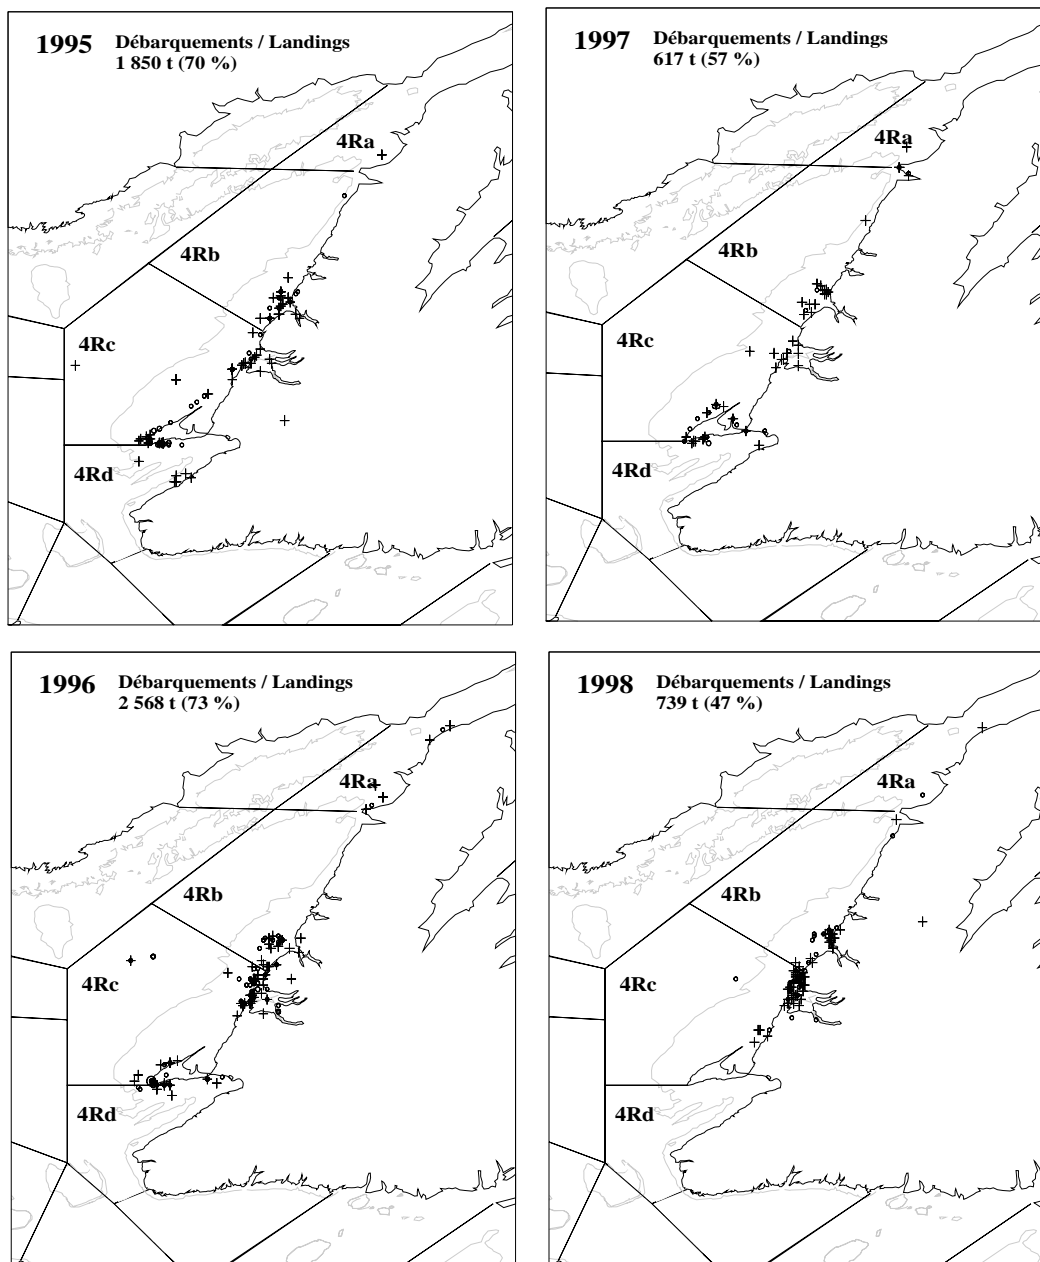 1995 Débarquements / Landings
1 850 t (70 %)
4Ra
4Rb
4Rc
4Rd
1997 Débarquements / Landings
617 t (57 %)
4Ra
4Rb
4Rc
4Rd
1996 Débarquements / Landings
2 568 t (73 %)
4Ra
4Rb
4Rc
4Rd
1998 Débarquements / Landings
739 t (47 %)
4Ra
4Rb
4Rc
4Rd